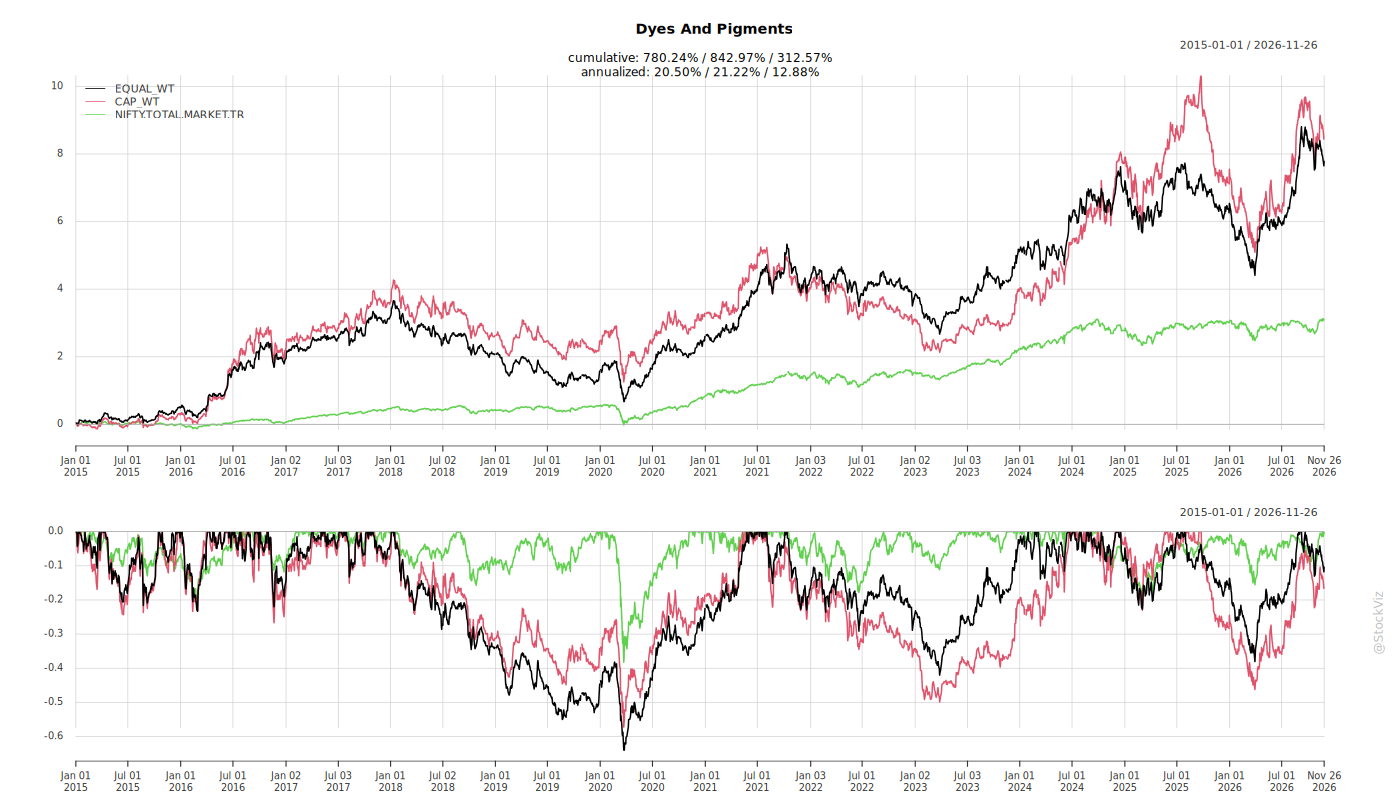 Dyes And Pigments
2015-01-01 / 2026-11-26
cumulative: 780.24% / 842.97% / 312.57%
annualized: 20.50% / 21.22% / 12.88%
EQUAL_WT
CAP_WT
NIFTY.TOTAL.MARKET.TR
10
8
6
4
2
0
Jan 01 2015
Jul 01 2015
Jan 01 2016
Jul 01 2016
Jan 02 2017
Jul 03 2017
Jan 01 2018
Jul 02 2018
Jan 01 2019
Jul 01 2019
Jan 01 2020
Jul 01 2020
Jan 01 2021
Jul 01 2021
Jan 03 2022
Jul 01 2022
Jan 02 2023
Jul 03 2023
Jan 01 2024
Jul 01 2024
Jan 01 2025
Jul 01 2025
Jan 01 2026
Jul 01 2026
Nov 26 2026
2015-01-01 / 2026-11-26
0.0
-0.1
-0.2
-0.3
-0.4
-0.5
-0.6
Jan 01 2015
Jul 01 2015
Jan 01 2016
Jul 01 2016
Jan 02 2017
Jul 03 2017
Jan 01 2018
Jul 02 2018
Jan 01 2019
Jul 01 2019
Jan 01 2020
Jul 01 2020
Jan 01 2021
Jul 01 2021
Jan 03 2022
Jul 01 2022
Jan 02 2023
Jul 03 2023
Jan 01 2024
Jul 01 2024
Jan 01 2025
Jul 01 2025
Jan 01 2026
Jul 01 2026
Nov 26 2026
@StockViz